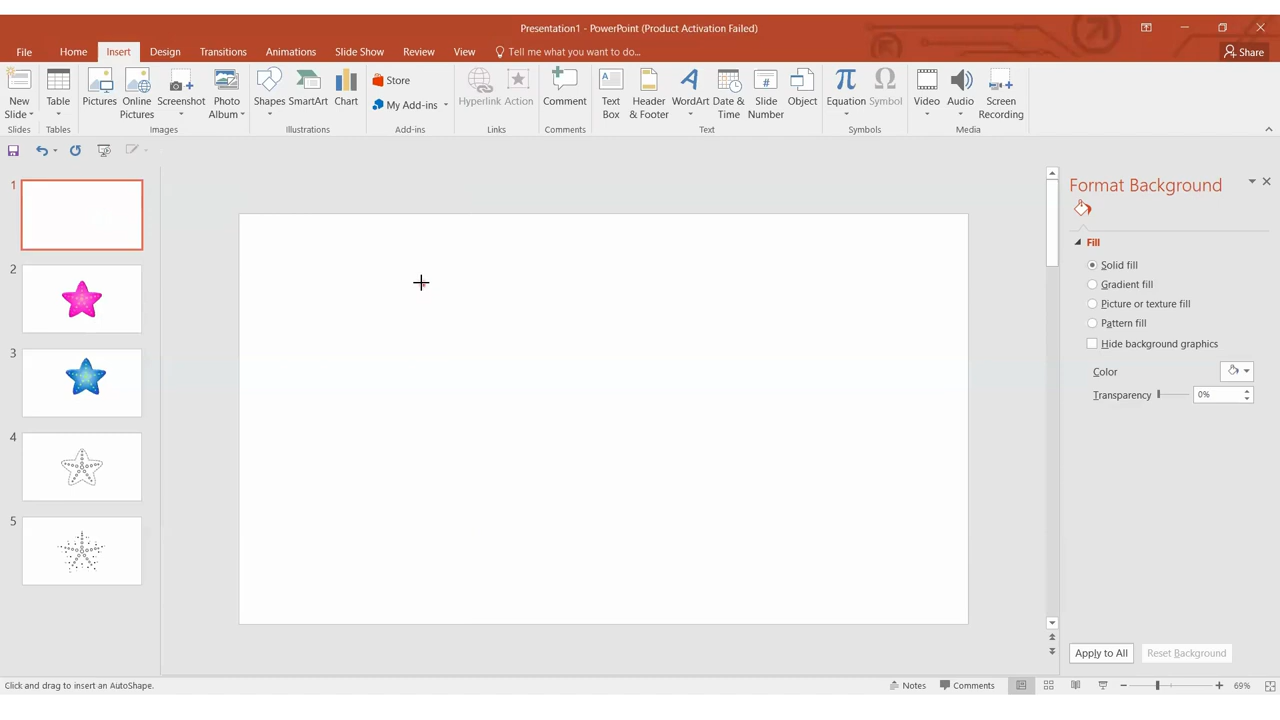 Presentation1 - PowerPoint (Product Activation Failed)
File Home Insert Design Transitions Animations Slide Show Review View Tell me what you want to do... Share
New Slide Table Pictures Online Pictures Screenshot Photo Album Shapes SmartArt Chart Store My Add-ins Hyperlink Action Comment Text Box Header & Footer WordArt Date & Time Slide Number Object Equation Symbol Video Audio Screen Recording
Slides Tables Images Illustrations Add-ins Links Comments Text Symbols Media
1
2
3
4
5
Format Background
Fill
Solid fill
Gradient fill
Picture or texture fill
Pattern fill
Hide background graphics
Color
Transparency 0%
Apply to All Reset Background
Click and drag to insert an AutoShape. Notes Comments 69%